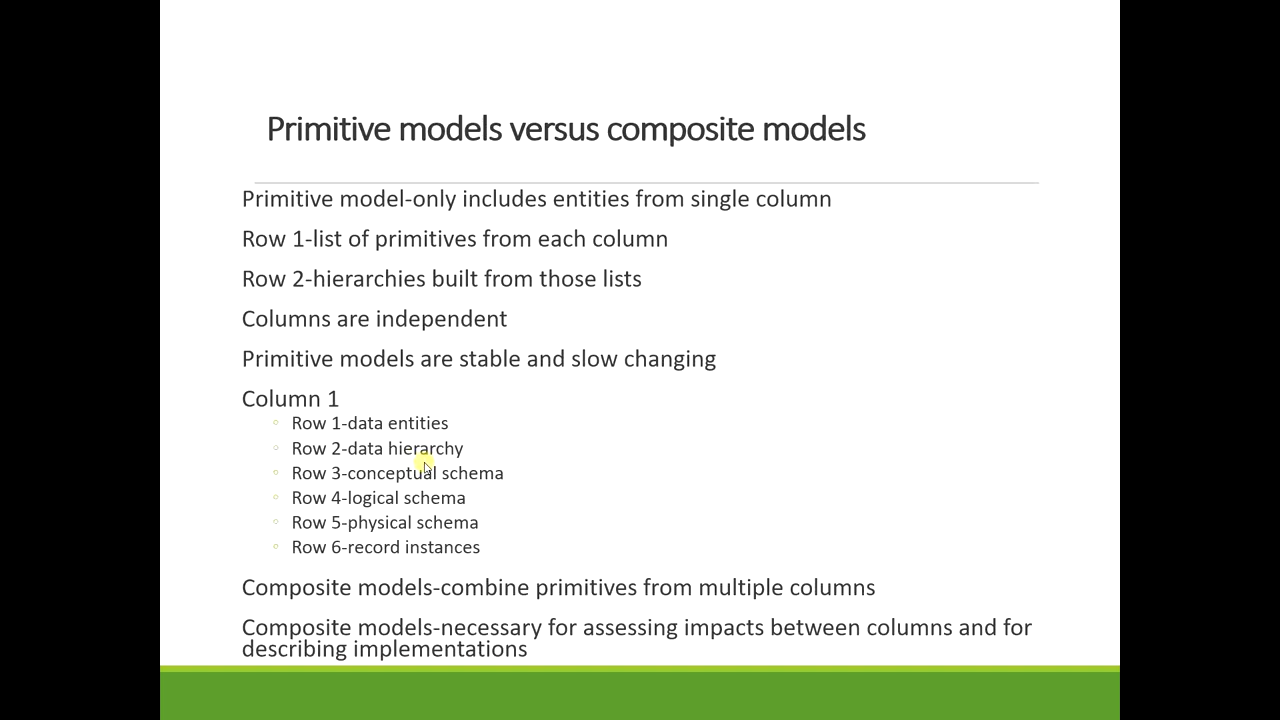 Primitive models versus composite models
Primitive model-only includes entities from single column
Row 1-list of primitives from each column
Row 2-hierarchies built from those lists
Columns are independent
Primitive models are stable and slow changing
Column 1
Row 1-data entities
Row 2-data hierarchy
Row 3-conceptual schema
Row 4-logical schema
Row 5-physical schema
Row 6-record instances
Composite models-combine primitives from multiple columns
Composite models-necessary for assessing impacts between columns and for
describing implementations